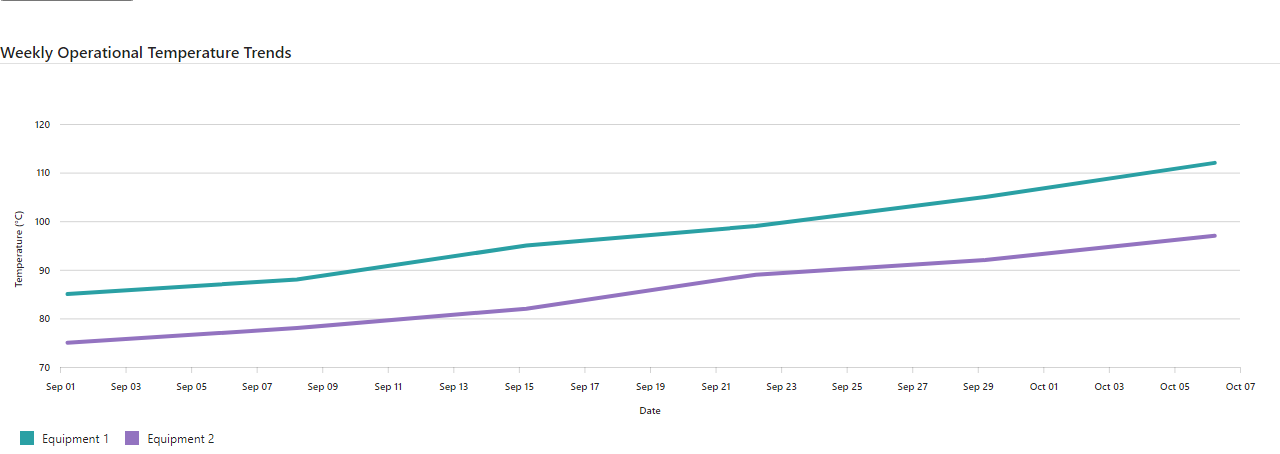 Weekly Operational Temperature Trends
120
110
100
90
80
70
Temperature (°C)
Sep 01 Sep 03 Sep 05 Sep 07 Sep 09 Sep 11 Sep 13 Sep 15 Sep 17 Sep 19 Sep 21 Sep 23 Sep 25 Sep 27 Sep 29 Oct 01 Oct 03 Oct 05 Oct 07
Date
Equipment 1 Equipment 2